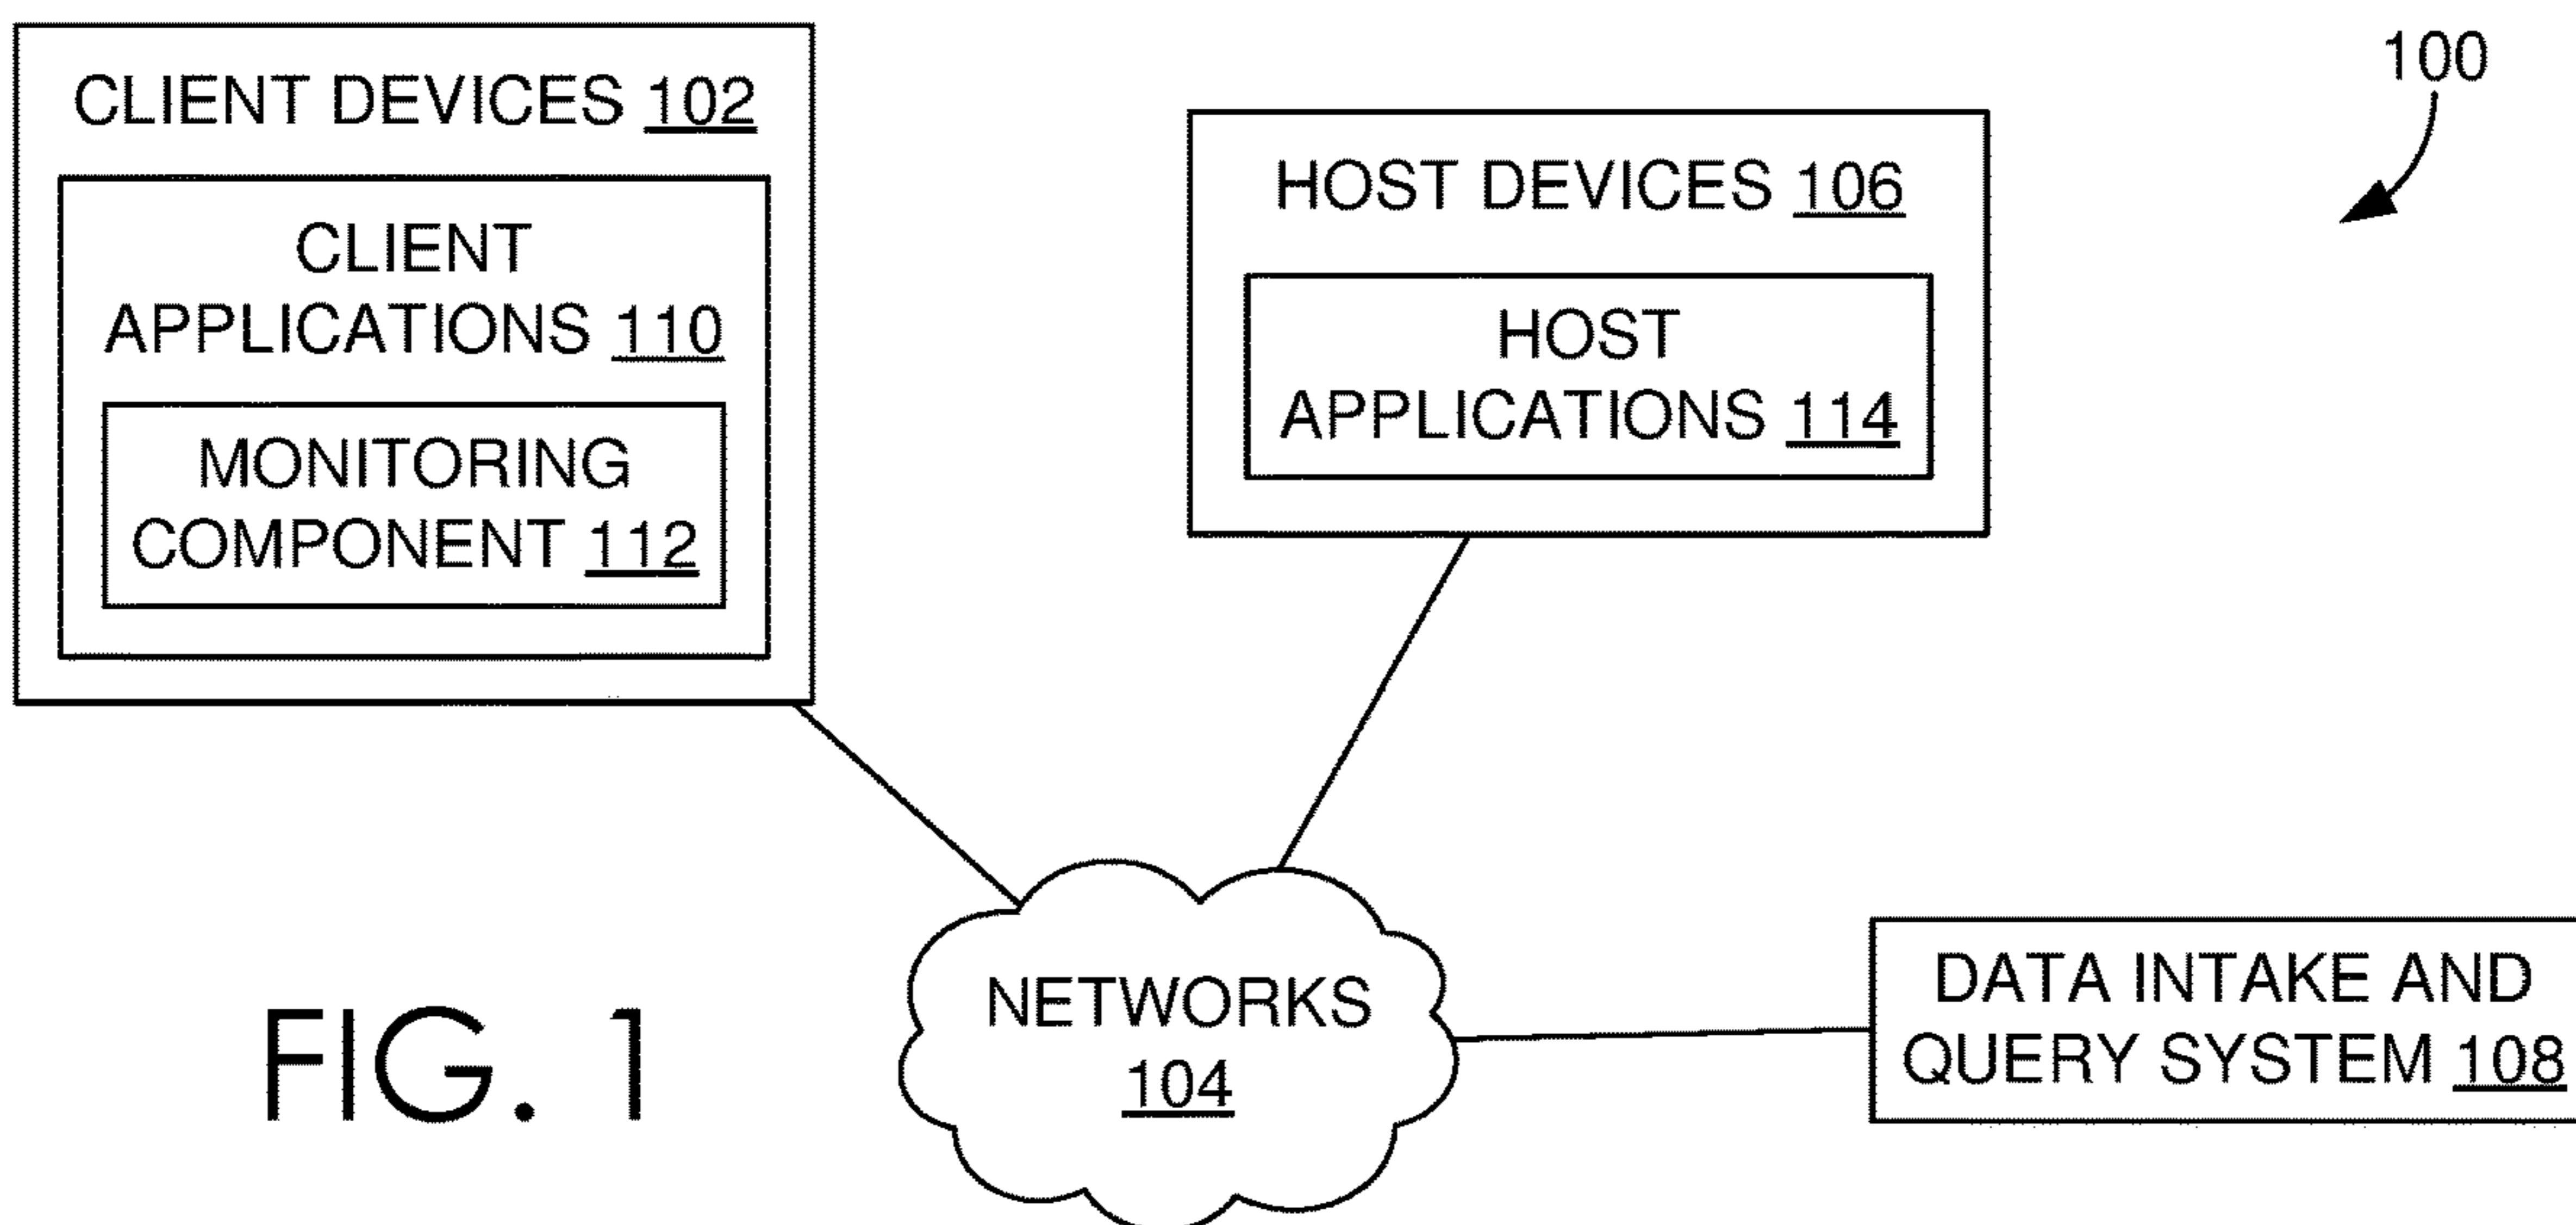 CLIENT DEVICES 102
CLIENT
APPLICATIONS 110
MONITORING
COMPONENT 112
HOST DEVICES 106
HOST
APPLICATIONS 114
100
NETWORKS
104
DATA INTAKE AND
QUERY SYSTEM 108
FIG. 1